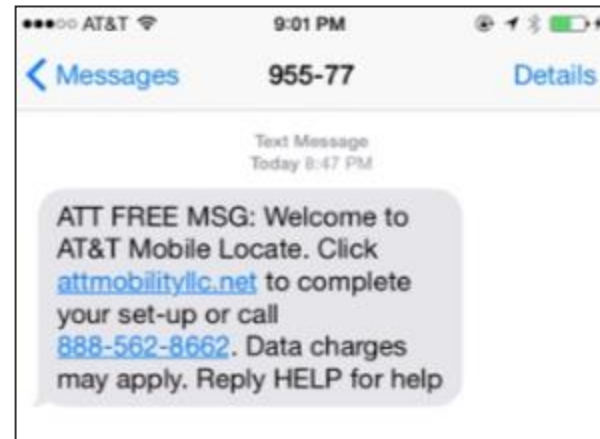 AT&T 9:01 PM
Messages 955-77 Details
Text Message
Today 8:47 PM
ATT FREE MSG: Welcome to
AT&T Mobile Locate. Click
attmobilityllc.net to complete
your set-up or call
888-562-8662. Data charges
may apply. Reply HELP for help